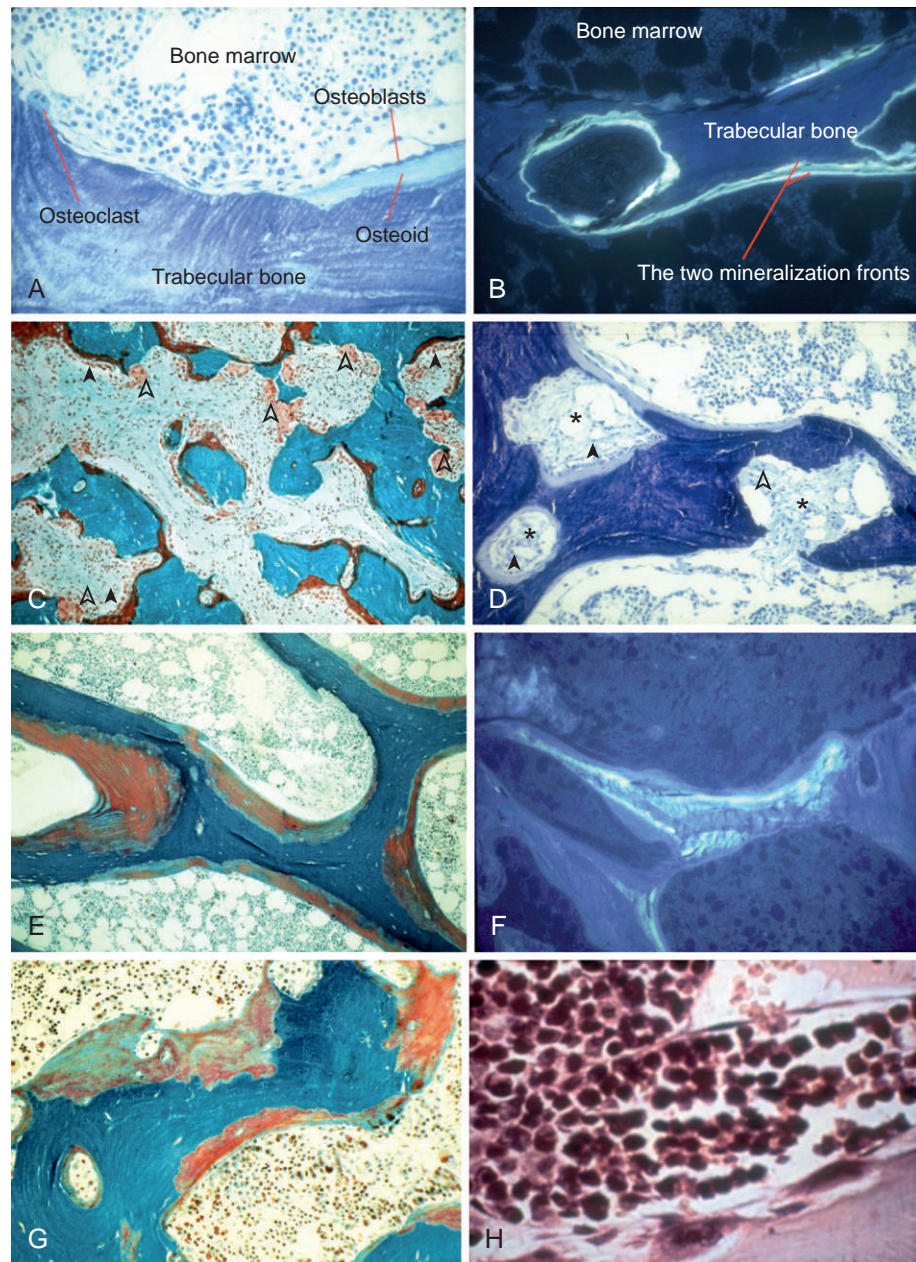 Bone marrow
Osteoblasts
Osteoclast
Osteoid
Trabecular bone
A
Bone marrow
Trabecular bone
The two mineralization fronts
B
C
* * *
D
E
F
G
H